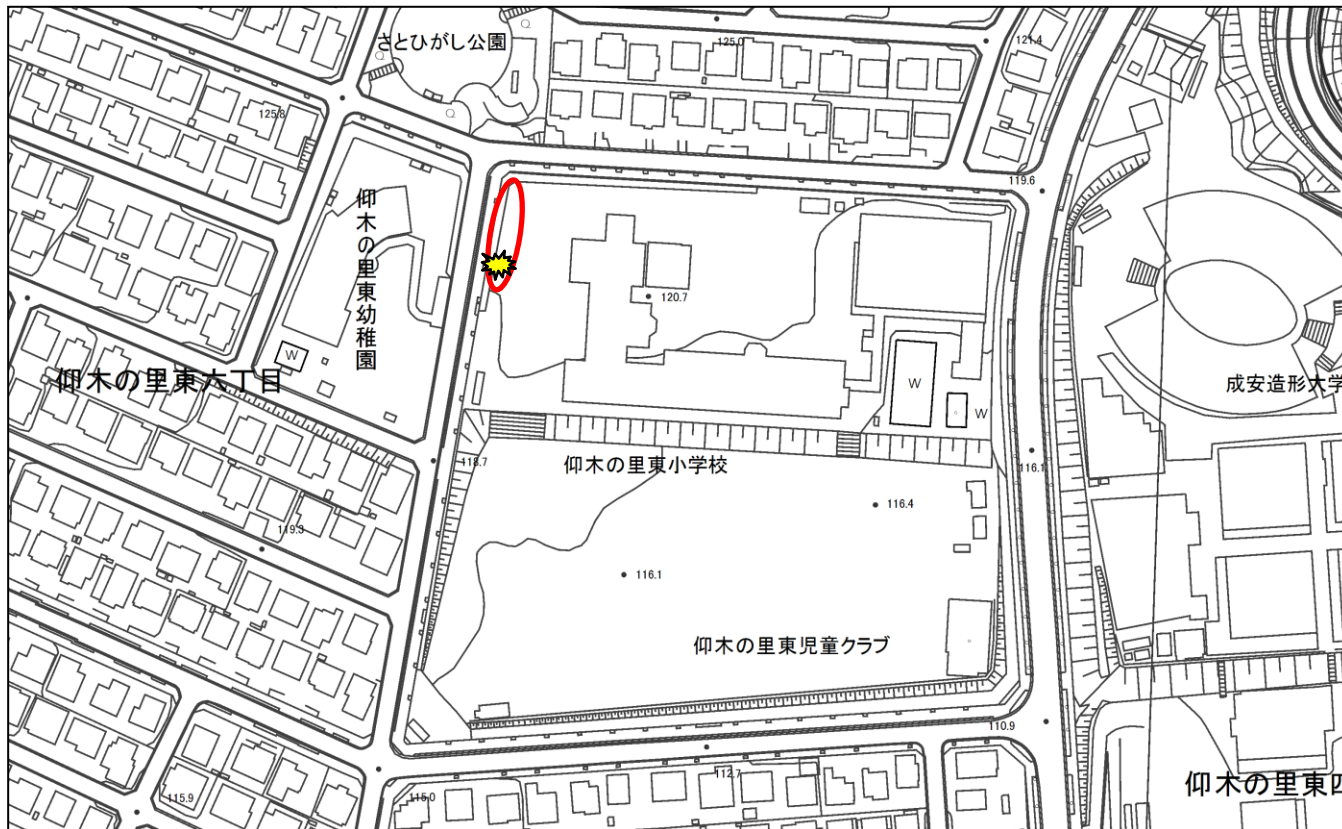 さとひがし公園
125.0
121.4
125.8
119.6
仰木の里東幼稚園
120.7
W
W
W
仰木の里東六丁目
成安造形大学
118.7
仰木の里東小学校
116.1
116.4
119.3
116.1
仰木の里東児童クラブ
110.9
112.7
仰木の里東四
115.9
115.0